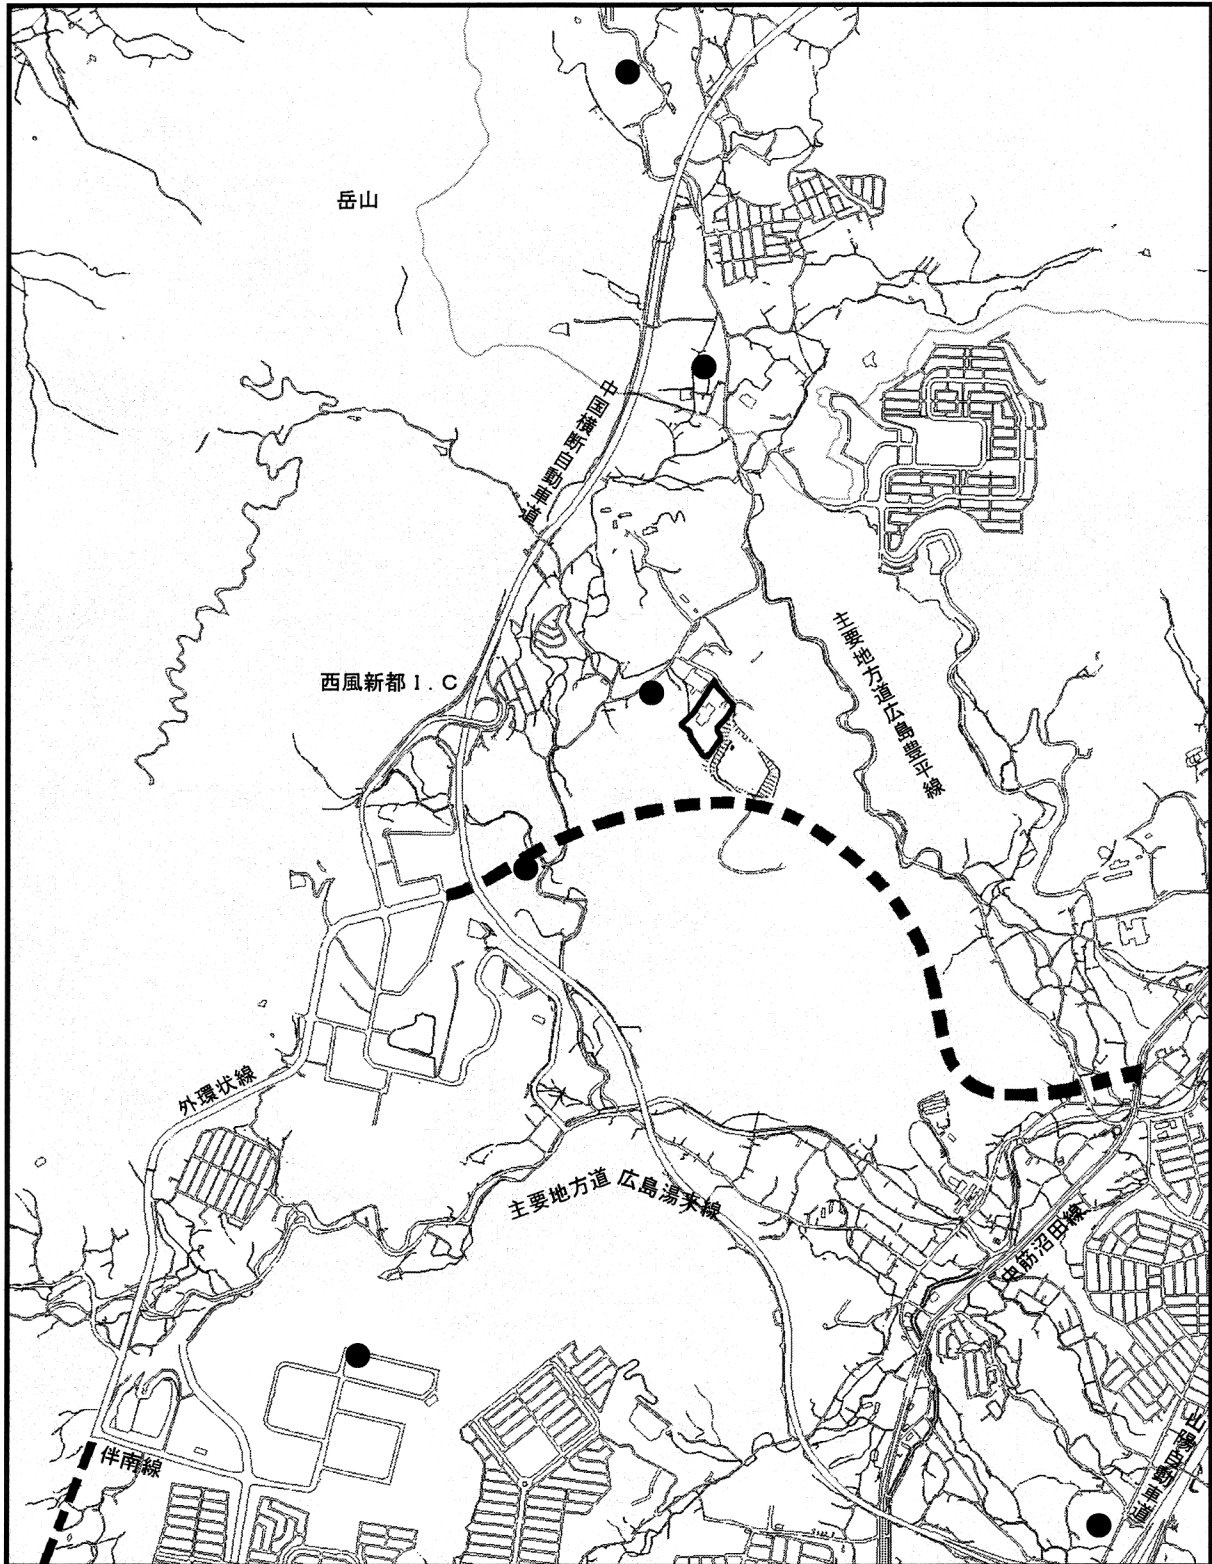 岳山
中国横断自動車道
主要地方道広島豊平線
西風新都I.C
外環状線
主要地方道 広島湯来線
中筋沼田線
伴南線
山陽自動車道